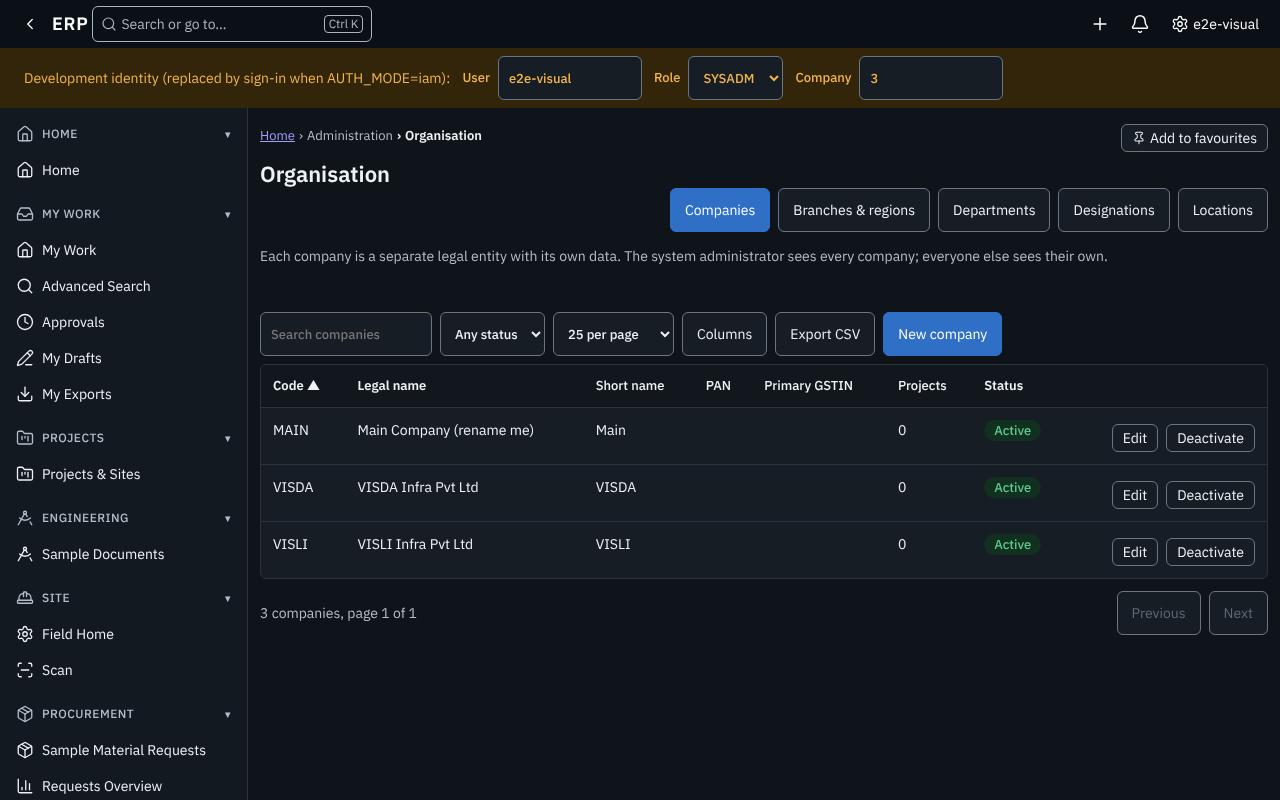 ERP
Search or go to...
Ctrl K
e2e-visual
Development identity (replaced by sign-in when AUTH_MODE=iam): User e2e-visual Role SYSADM Company 3
HOME
Home
MY WORK
My Work
Advanced Search
Approvals
My Drafts
My Exports
PROJECTS
Projects & Sites
ENGINEERING
Sample Documents
SITE
Field Home
Scan
PROCUREMENT
Sample Material Requests
Requests Overview
Home › Administration › Organisation
Add to favourites
Organisation
Companies Branches & regions Departments Designations Locations
Each company is a separate legal entity with its own data. The system administrator sees every company; everyone else sees their own.
Search companies Any status 25 per page Columns Export CSV New company
Code ▲ Legal name Short name PAN Primary GSTIN Projects Status
MAIN Main Company (rename me) Main 0 Active Edit Deactivate
VISDA VISDA Infra Pvt Ltd VISDA 0 Active Edit Deactivate
VISLI VISLI Infra Pvt Ltd VISLI 0 Active Edit Deactivate
3 companies, page 1 of 1
Previous Next